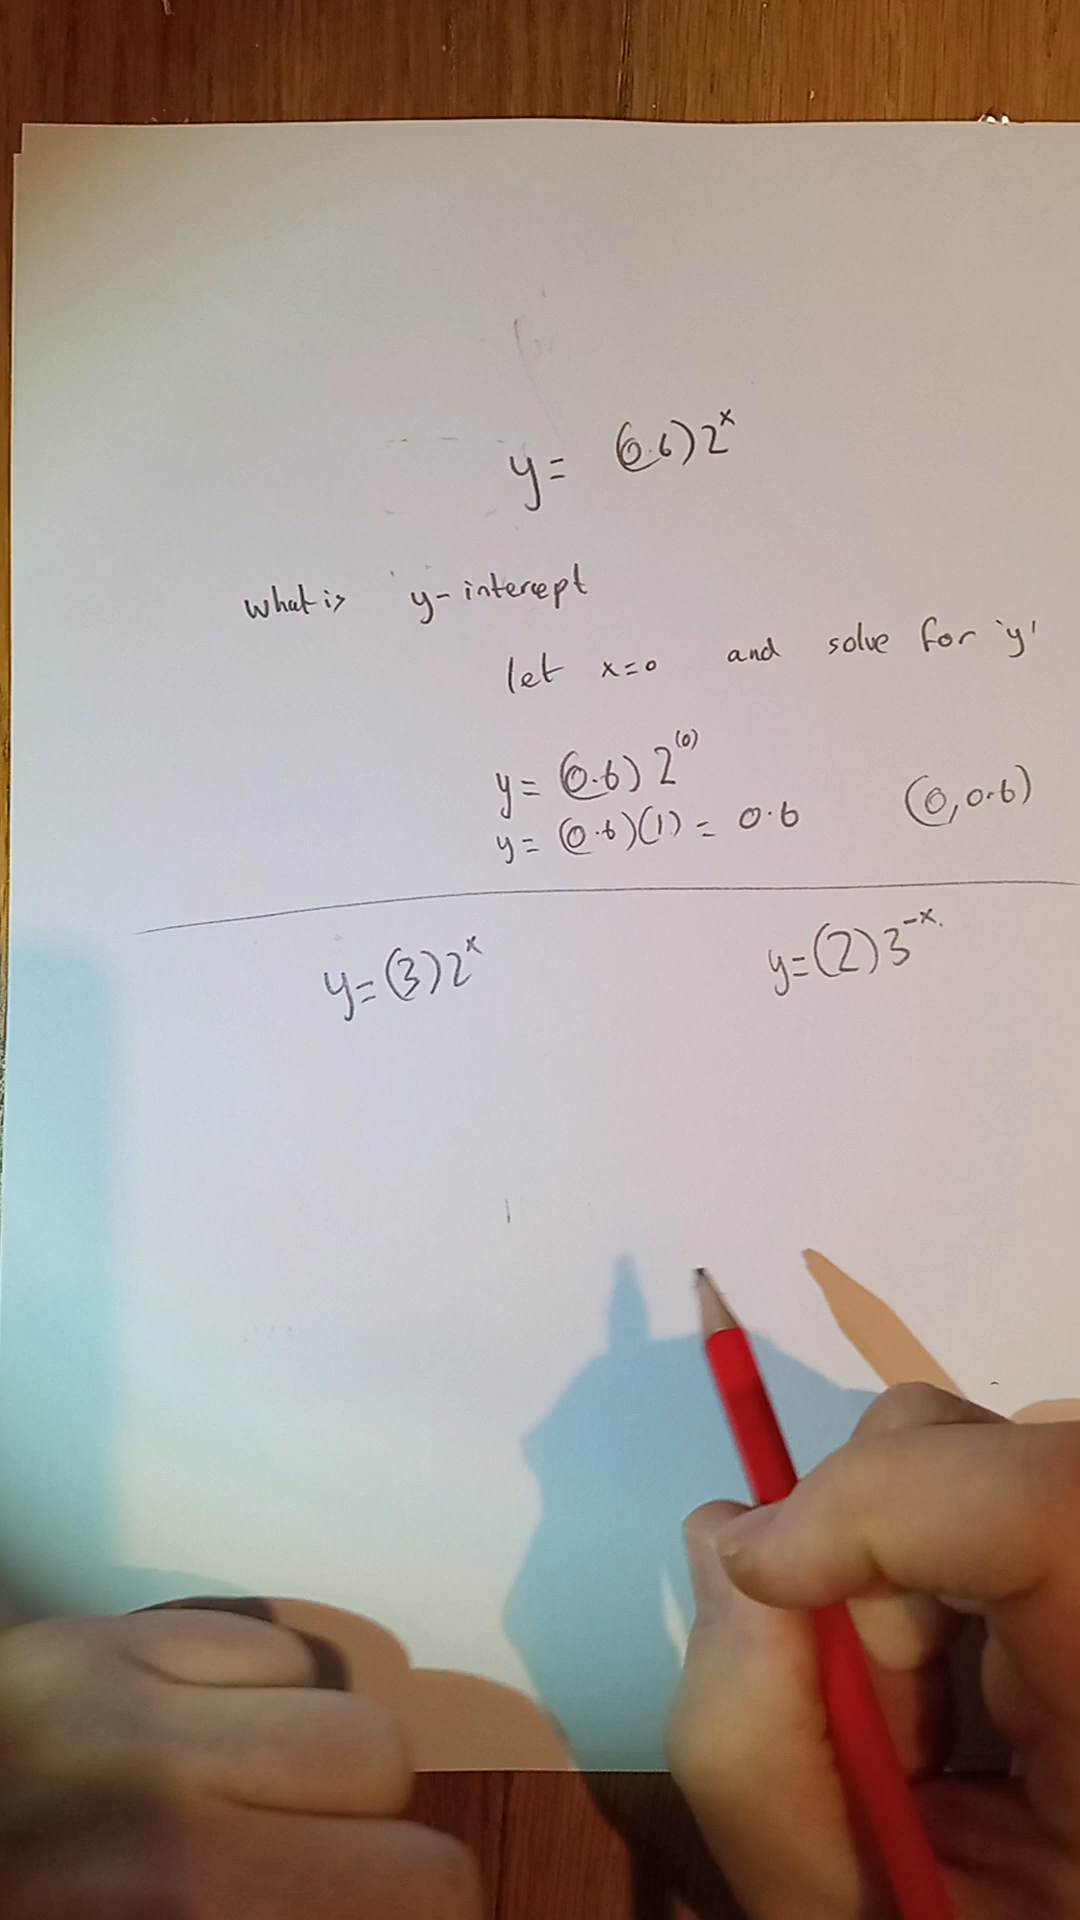 y = (0.6)2^x
what is y-intercept
let x=0 and solve for 'y'
y = (0.6) 2^(0)
y = (0.6)(1) = 0.6 (0,0.6)
y=(3)2^x y=(2)3^-x.